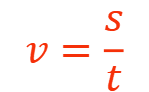 v = s/t